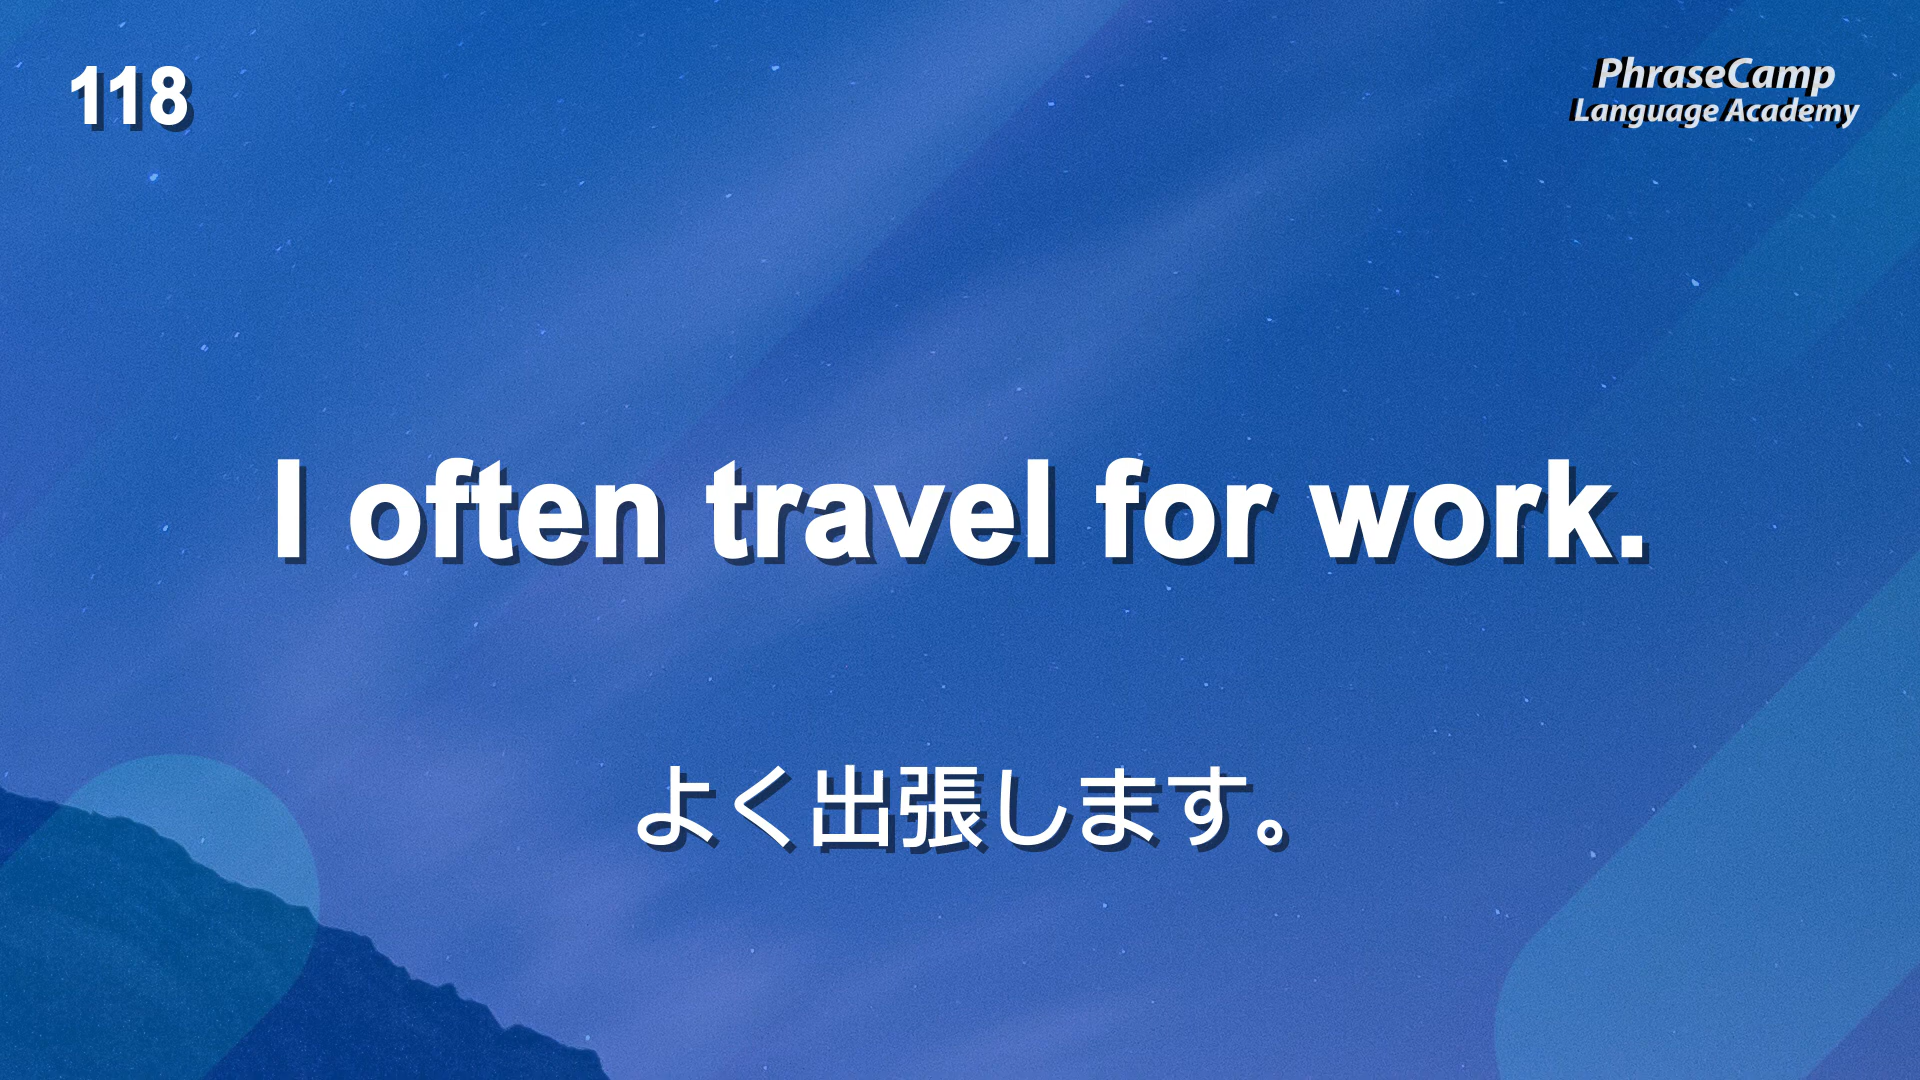 118
PhraseCamp
Language Academy
I often travel for work.
よく出張します。